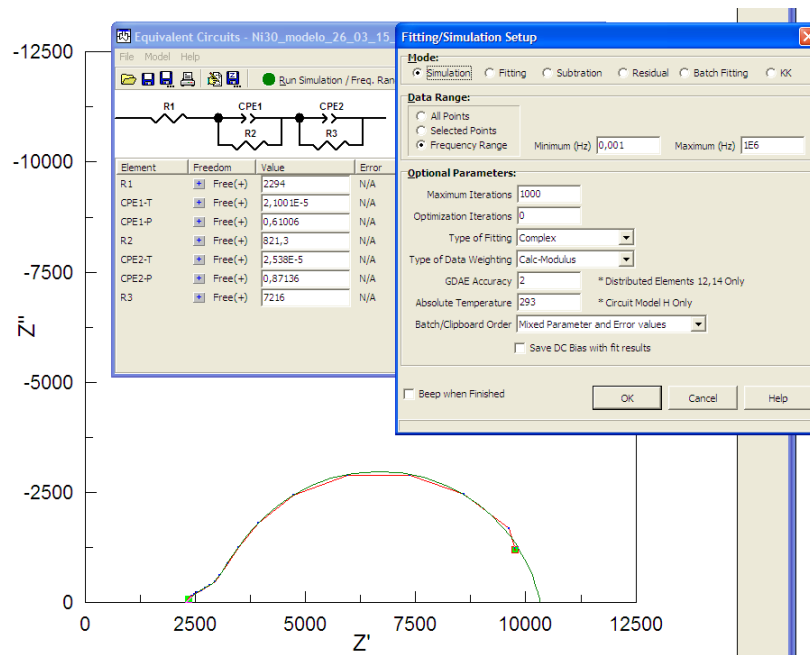 Equivalent Circuits - Ni30_modelo_26_03_15_
File Model Help
Run Simulation / Freq. Ran
R1 CPE1 CPE2
R2 R3
Element Freedom Value Error
R1 Free(+) 2294 N/A
CPE1-T Free(+) 2,1001E-5 N/A
CPE1-P Free(+) 0,61006 N/A
R2 Free(+) 821,3 N/A
CPE2-T Free(+) 2,538E-5 N/A
CPE2-P Free(+) 0,87136 N/A
R3 Free(+) 7216 N/A
Fitting/Simulation Setup
Mode:
Simulation Fitting Subtration Residual Batch Fitting KK
Data Range:
All Points
Selected Points
Frequency Range Minimum (Hz) 0,001 Maximum (Hz) 1E6
Optional Parameters:
Maximum Iterations 1000
Optimization Iterations 0
Type of Fitting Complex
Type of Data Weighting Calc-Modulus
GDAE Accuracy 2 * Distributed Elements 12,14 Only
Absolute Temperature 293 * Circuit Model H Only
Batch/Clipboard Order Mixed Parameter and Error values
Save DC Bias with fit results
Beep when Finished OK Cancel Help
-12500
-10000
-7500
-5000
-2500
0
Z''
0 2500 5000 7500 10000 12500
Z'